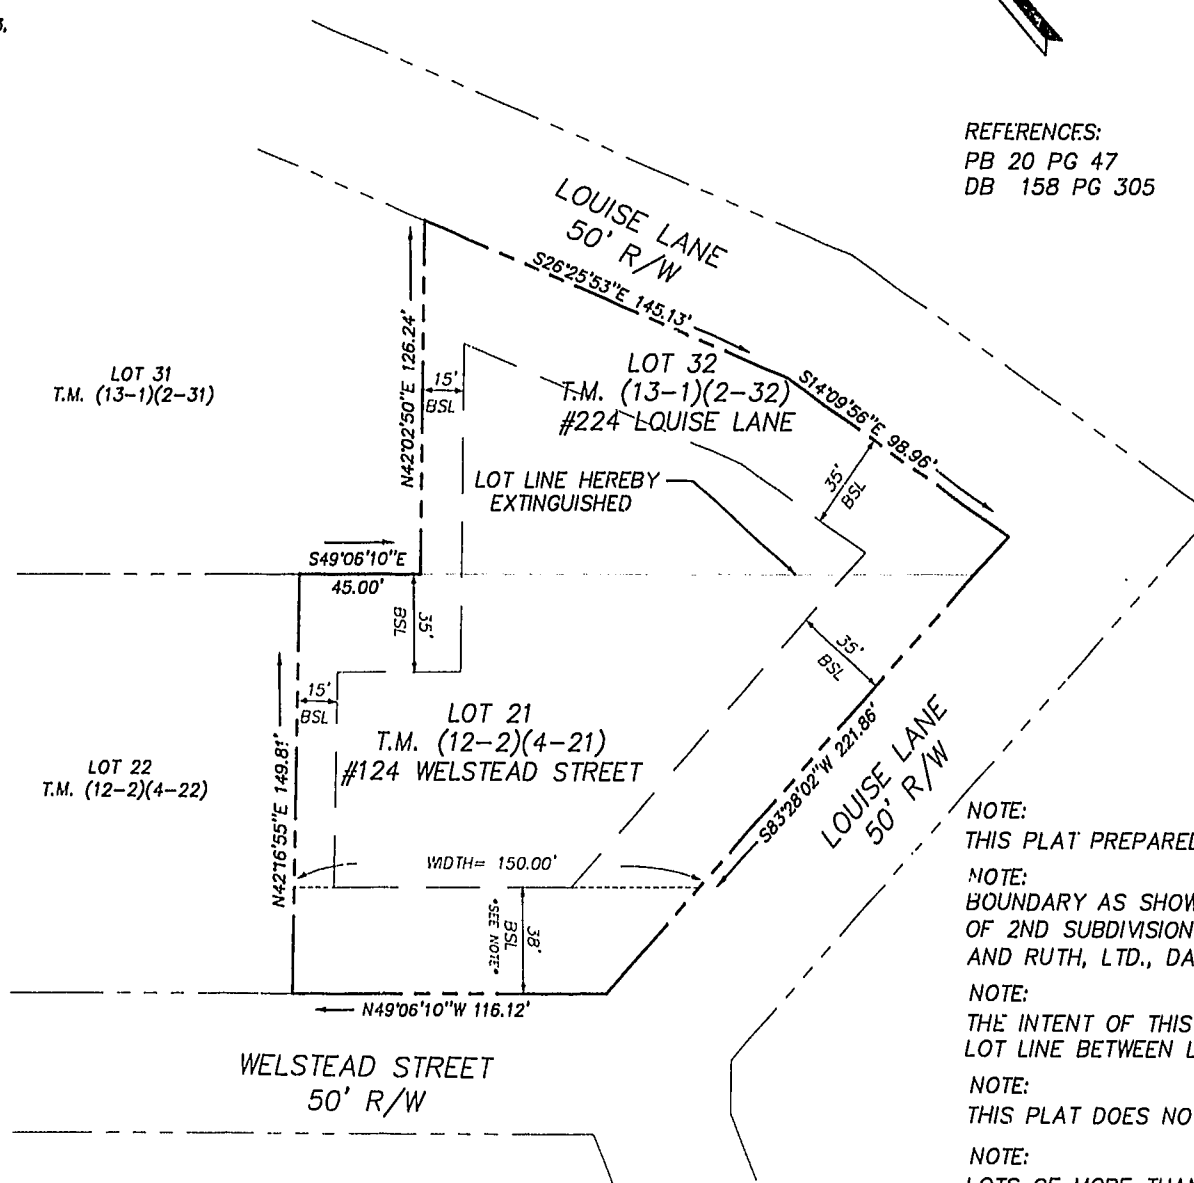 REFERENCES:
PB 20 PG 47
DB 158 PG 305
LOUISE LANE
50' R/W
S26°25'53"E 145.13'
N42°02'50"E 126.24'
LOT 31
T.M. (13-1)(2-31)
15'
BSL
LOT 32
T.M. (13-1)(2-32)
#224 LOUISE LANE
S14°09'56"E 98.96'
35'
BSL
LOT LINE HEREBY
EXTINGUISHED
S49°06'10"E
45.00'
35'
BSL
35'
BSL
15'
BSL
LOT 21
T.M. (12-2)(4-21)
#124 WELSTEAD STREET
LOT 22
T.M. (12-2)(4-22)
N42°16'55"E 149.81'
S83°28'02"W 221.86'
LOUISE LANE
50' R/W
WIDTH= 150.00'
38'
BSL
*SEE NOTE*
N49°06'10"W 116.12'
WELSTEAD STREET
50' R/W
NOTE:
THIS PLAT PREPARED
NOTE:
BOUNDARY AS SHOW
OF 2ND SUBDIVISION
AND RUTH, LTD., DA
NOTE:
THE INTENT OF THIS
LOT LINE BETWEEN L
NOTE:
THIS PLAT DOES NO
NOTE:
LOTS OF MORE THAN